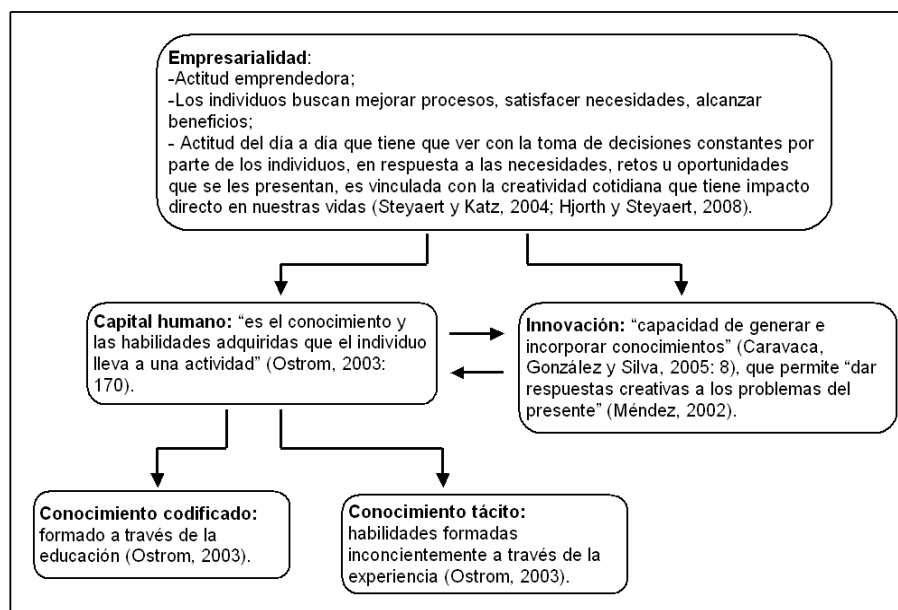 Empresarialidad:
-Actitud emprendedora;
-Los individuos buscan mejorar procesos, satisfacer necesidades, alcanzar
beneficios;
- Actitud del día a día que tiene que ver con la toma de decisiones constantes por
parte de los individuos, en respuesta a las necesidades, retos u oportunidades
que se les presentan, es vinculada con la creatividad cotidiana que tiene impacto
directo en nuestras vidas (Steyaert y Katz, 2004; Hjorth y Steyaert, 2008).
Capital humano: “es el conocimiento y
las habilidades adquiridas que el individuo
lleva a una actividad” (Ostrom, 2003:
170).
Innovación: “capacidad de generar e
incorporar conocimientos” (Caravaca,
González y Silva, 2005: 8), que permite “dar
respuestas creativas a los problemas del
presente” (Méndez, 2002).
Conocimiento codificado:
formado a través de la
educación (Ostrom, 2003).
Conocimiento tácito:
habilidades formadas
inconcientemente a través de la
experiencia (Ostrom, 2003).